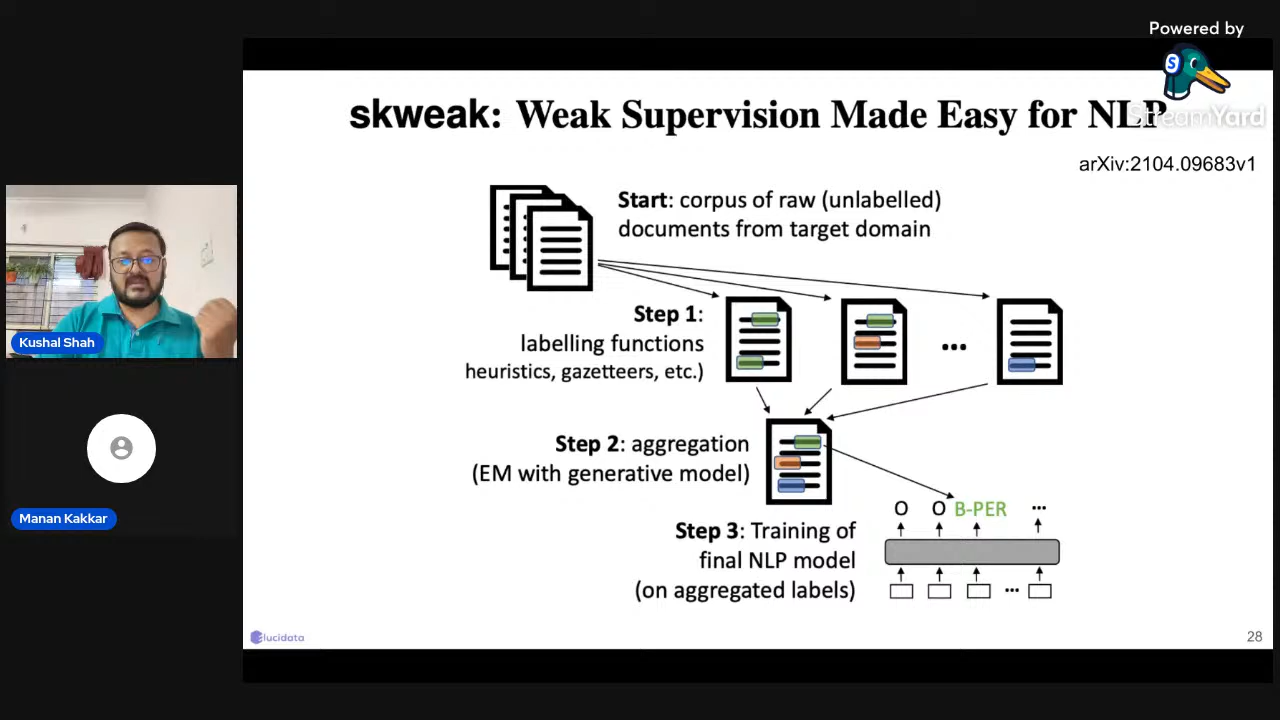 Powered by
S
StreamYard
skweak: Weak Supervision Made Easy for NLP
arXiv:2104.09683v1
Start: corpus of raw (unlabelled)
documents from target domain
Step 1:
labelling functions
heuristics, gazetteers, etc.)
...
Step 2: aggregation
(EM with generative model)
O O B-PER ...
Step 3: Training of
final NLP model
(on aggregated labels)
...
Kushal Shah
Manan Kakkar
Elucidata
28